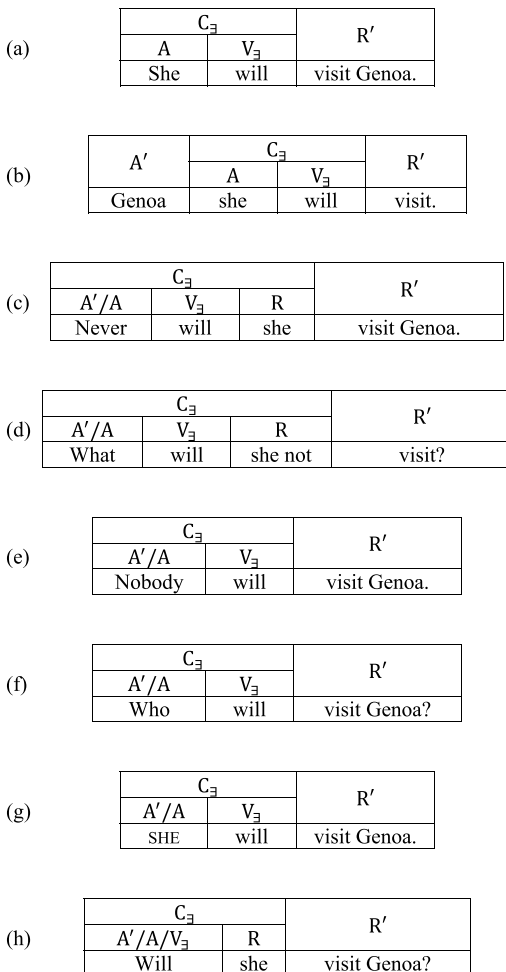 (a)
C∃
R′
A V∃
She will visit Genoa.
(b)
A′
C∃
R′
A V∃
Genoa she will visit.
(c)
C∃
R′
A′/A V∃ R
Never will she visit Genoa.
(d)
C∃
R′
A′/A V∃ R
What will she not visit?
(e)
C∃
R′
A′/A V∃
Nobody will visit Genoa.
(f)
C∃
R′
A′/A V∃
Who will visit Genoa?
(g)
C∃
R′
A′/A V∃
SHE will visit Genoa.
(h)
C∃
R′
A′/A/V∃ R
Will she visit Genoa?